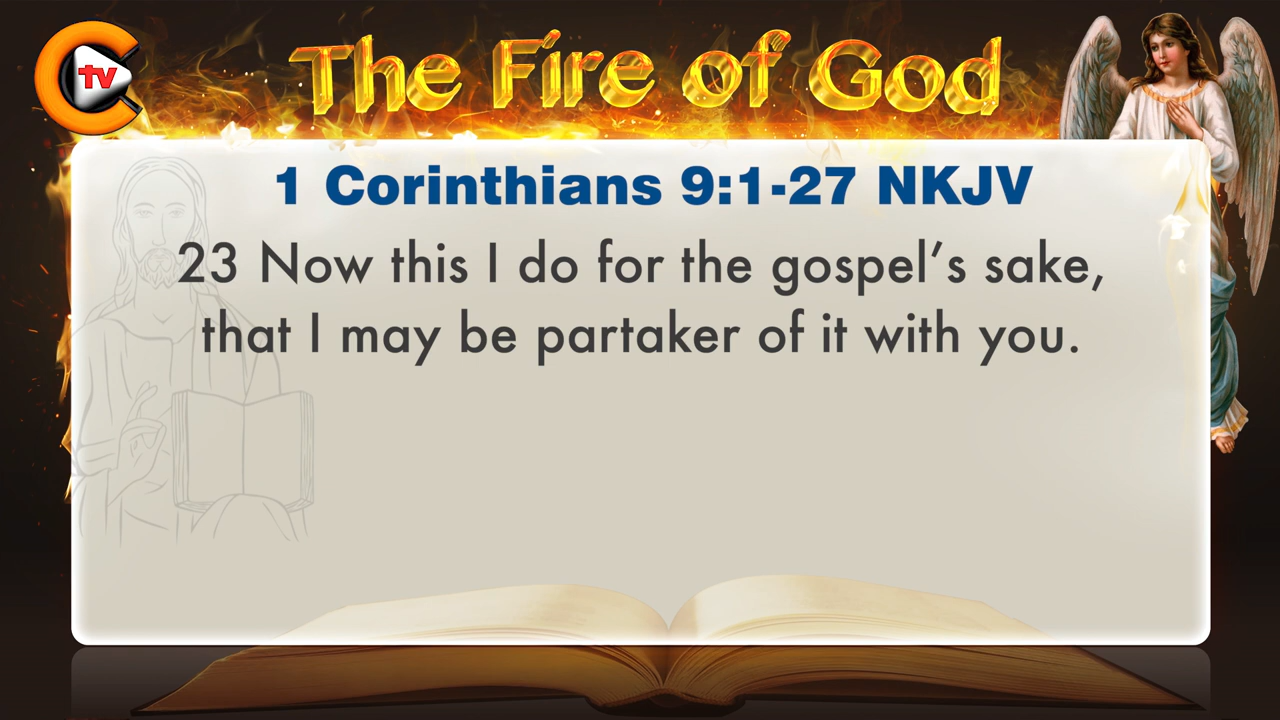 tv
The Fire of God
1 Corinthians 9:1-27 NKJV
23 Now this I do for the gospel’s sake,
that I may be partaker of it with you.